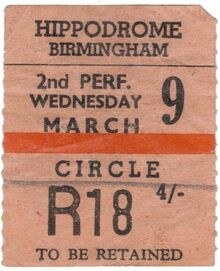 HIPPODROME
BIRMINGHAM
2nd PERF.
WEDNESDAY 9
MARCH
CIRCLE
R18 4/-
TO BE RETAINED